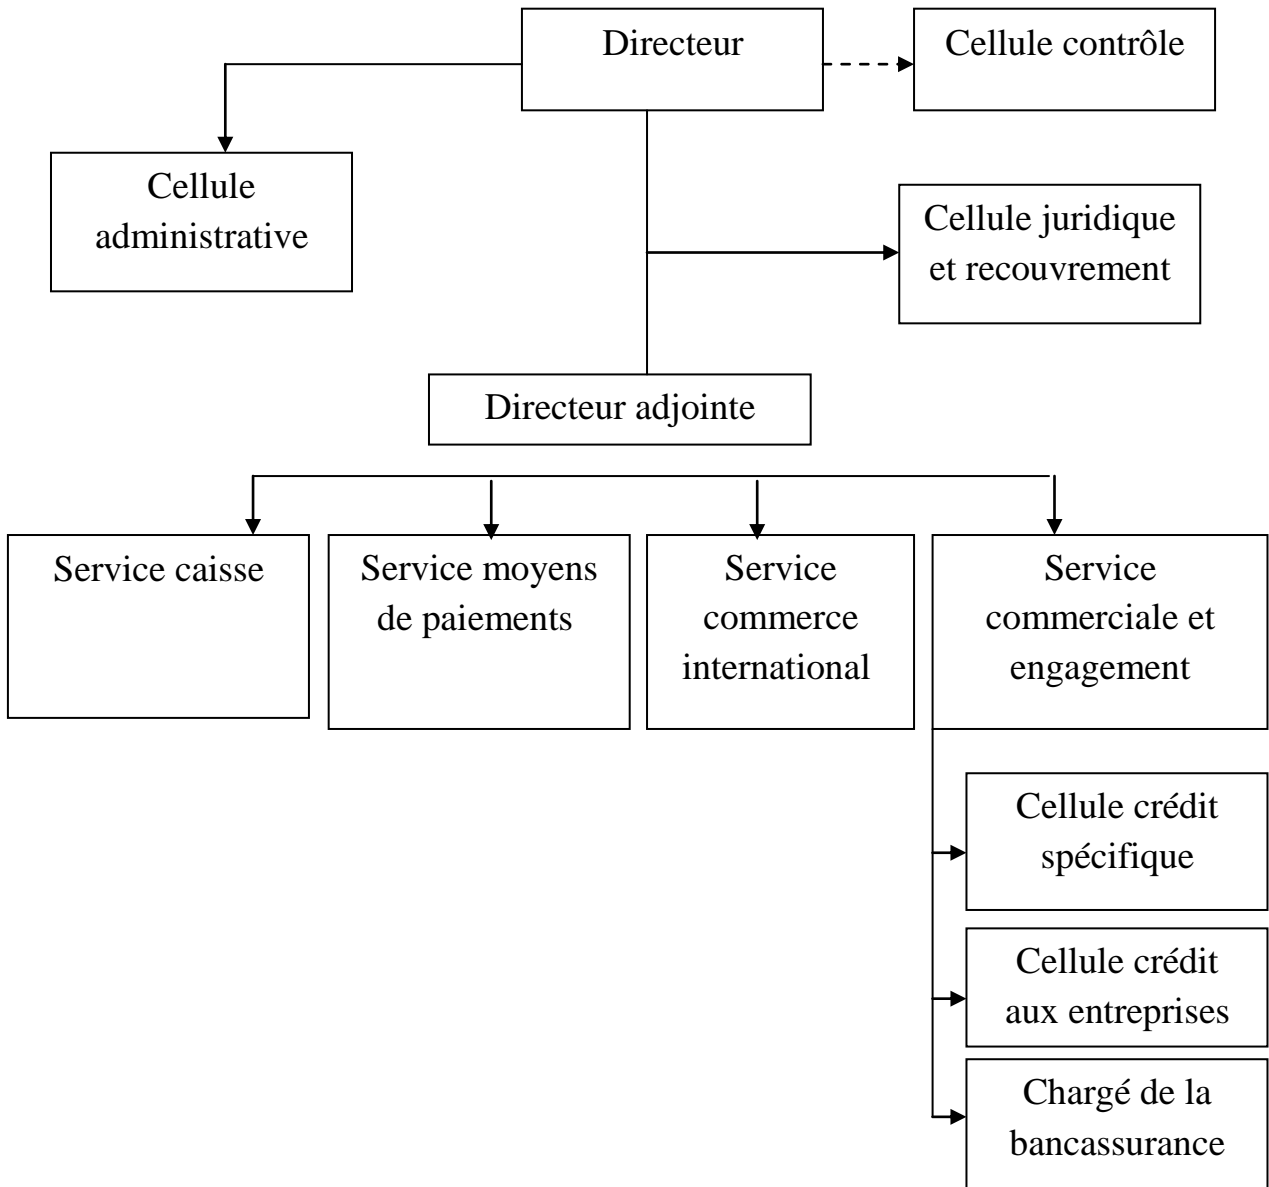 Directeur
Cellule contrôle
Cellule
administrative
Cellule juridique
et recouvrement
Directeur adjointe
Service caisse
Service moyens
de paiements
Service
commerce
international
Service
commerciale et
engagement
Cellule crédit
spécifique
Cellule crédit
aux entreprises
Chargé de la
bancassurance